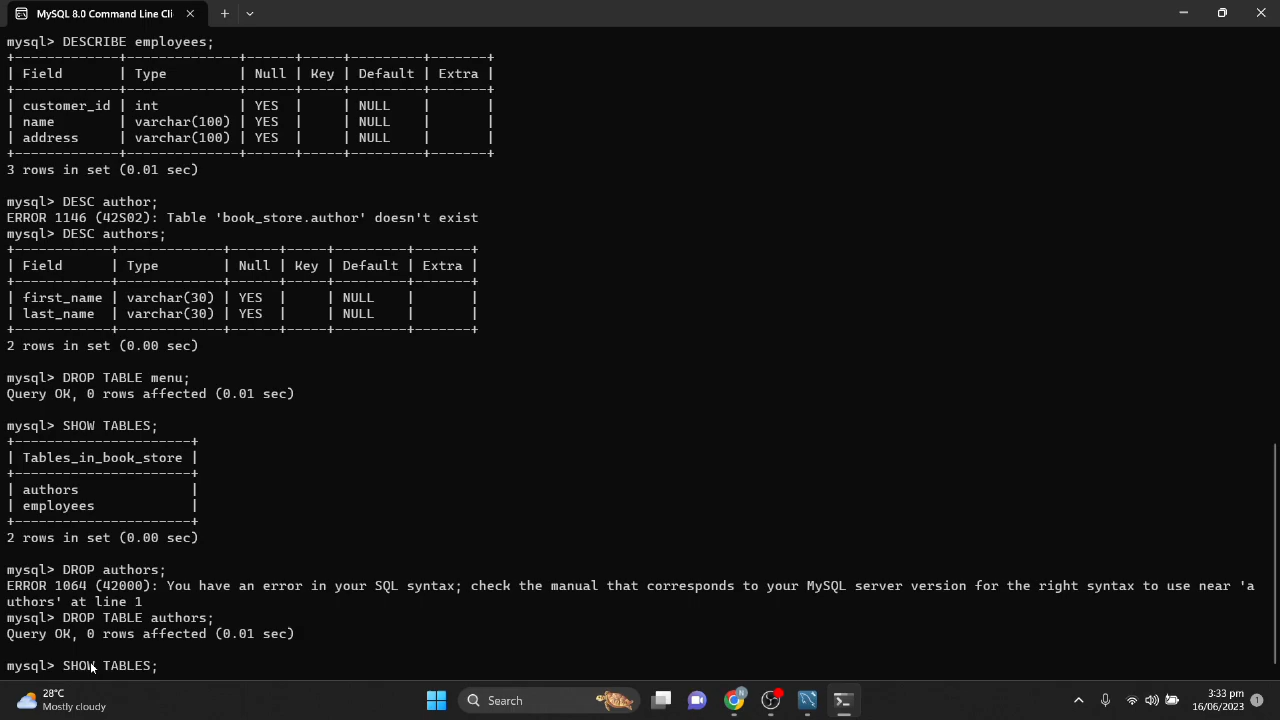 MySQL 8.0 Command Line Cli
mysql> DESCRIBE employees;
+-------------+--------------+------+-----+---------+-------+
| Field       | Type         | Null | Key | Default | Extra |
+-------------+--------------+------+-----+---------+-------+
| customer_id | int          | YES  |     | NULL    |       |
| name        | varchar(100) | YES  |     | NULL    |       |
| address     | varchar(100) | YES  |     | NULL    |       |
+-------------+--------------+------+-----+---------+-------+
3 rows in set (0.01 sec)
mysql> DESC author;
ERROR 1146 (42S02): Table 'book_store.author' doesn't exist
mysql> DESC authors;
+------------+-------------+------+-----+---------+-------+
| Field      | Type        | Null | Key | Default | Extra |
+------------+-------------+------+-----+---------+-------+
| first_name | varchar(30) | YES  |     | NULL    |       |
| last_name  | varchar(30) | YES  |     | NULL    |       |
+------------+-------------+------+-----+---------+-------+
2 rows in set (0.00 sec)
mysql> DROP TABLE menu;
Query OK, 0 rows affected (0.01 sec)
mysql> SHOW TABLES;
+----------------------+
| Tables_in_book_store |
+----------------------+
| authors              |
| employees            |
+----------------------+
2 rows in set (0.00 sec)
mysql> DROP authors;
ERROR 1064 (42000): You have an error in your SQL syntax; check the manual that corresponds to your MySQL server version for the right syntax to use near 'a
uthors' at line 1
mysql> DROP TABLE authors;
Query OK, 0 rows affected (0.01 sec)
mysql> SHOW TABLES;
28°C
Mostly cloudy
Search
N
3:33 pm
16/06/2023
1